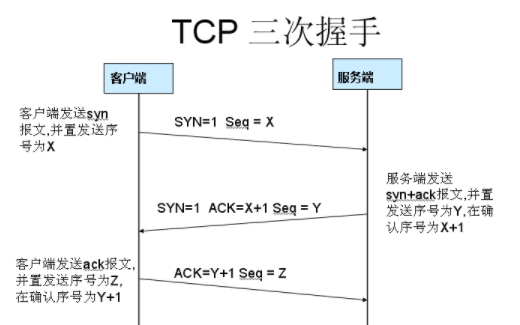 TCP 三次握手
客户端
服务端
客户端发送syn
报文,并置发送序
号为X
SYN=1 Seq = X
服务端发送
syn+ack报文,并置
发送序号为Y,在确
认序号为X+1
SYN=1 ACK=X+1 Seq = Y
客户端发送ack报文,
并置发送序号为Z,
在确认序号为Y+1
ACK=Y+1 Seq = Z